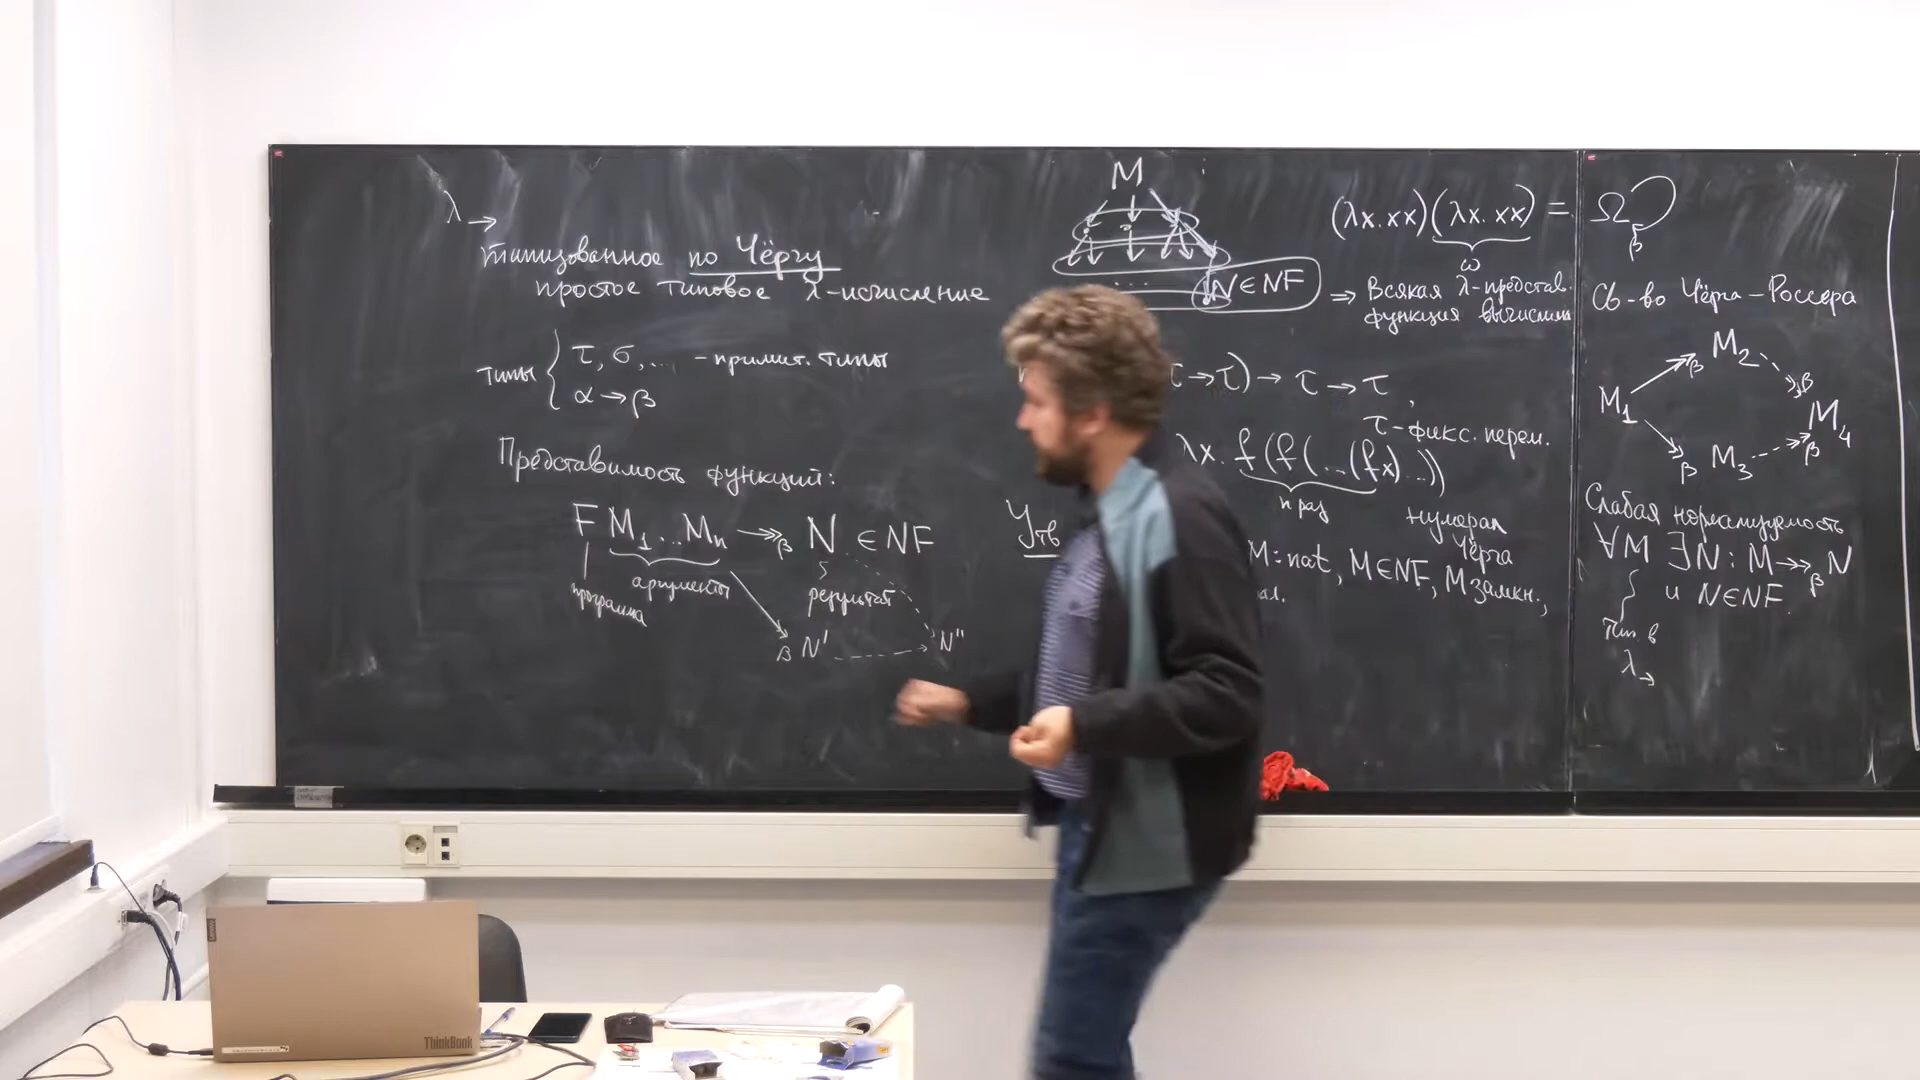 λ→
типизованное по Чёрчу
простое типовое λ-исчисление
типы { τ, σ, ... - примит. типы
α → β
Представимость функций:
F M₁...Mₙ ↠β N ∈ NF
программа
аргументы
результат
β N' N''
M
N∈NF
(λx.xx)(λx.xx) = Ω β
ω
⇒ Всякая λ-представ.
функция вычислима
→τ)→ τ → τ,
τ-фикс. перем.
λx. f(f(...(fx)...))
n раз
нумерал
Чёрча
Утв
M:nat, M∈NF, M замкн.,
Св-во Чёрча-Россера
M₁ ↠β M₂ ↠β M₄
↠β M₃ ↠β
Слабая нормализуемость
∀M ∃N: M ↠β N
и N∈NF.
тип. в
λ→
ThinkBook
Lenovo